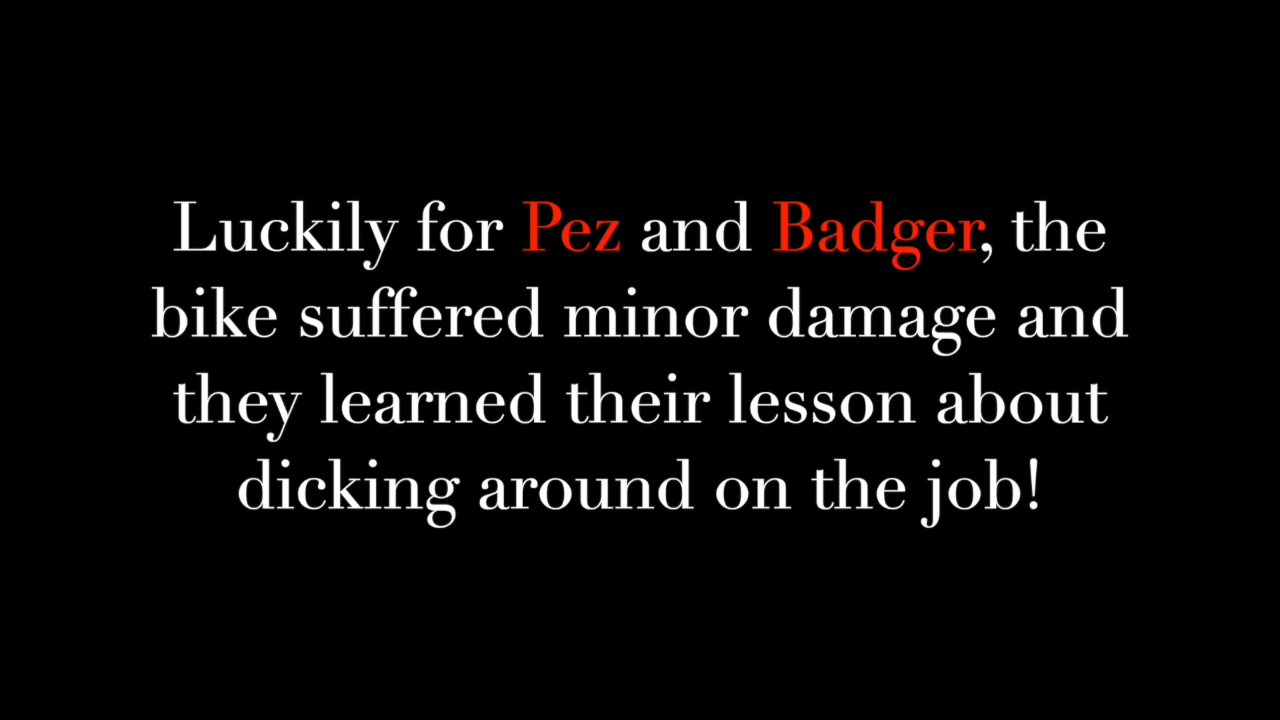 Luckily for Pez and Badger, the
bike suffered minor damage and
they learned their lesson about
dicking around on the job!